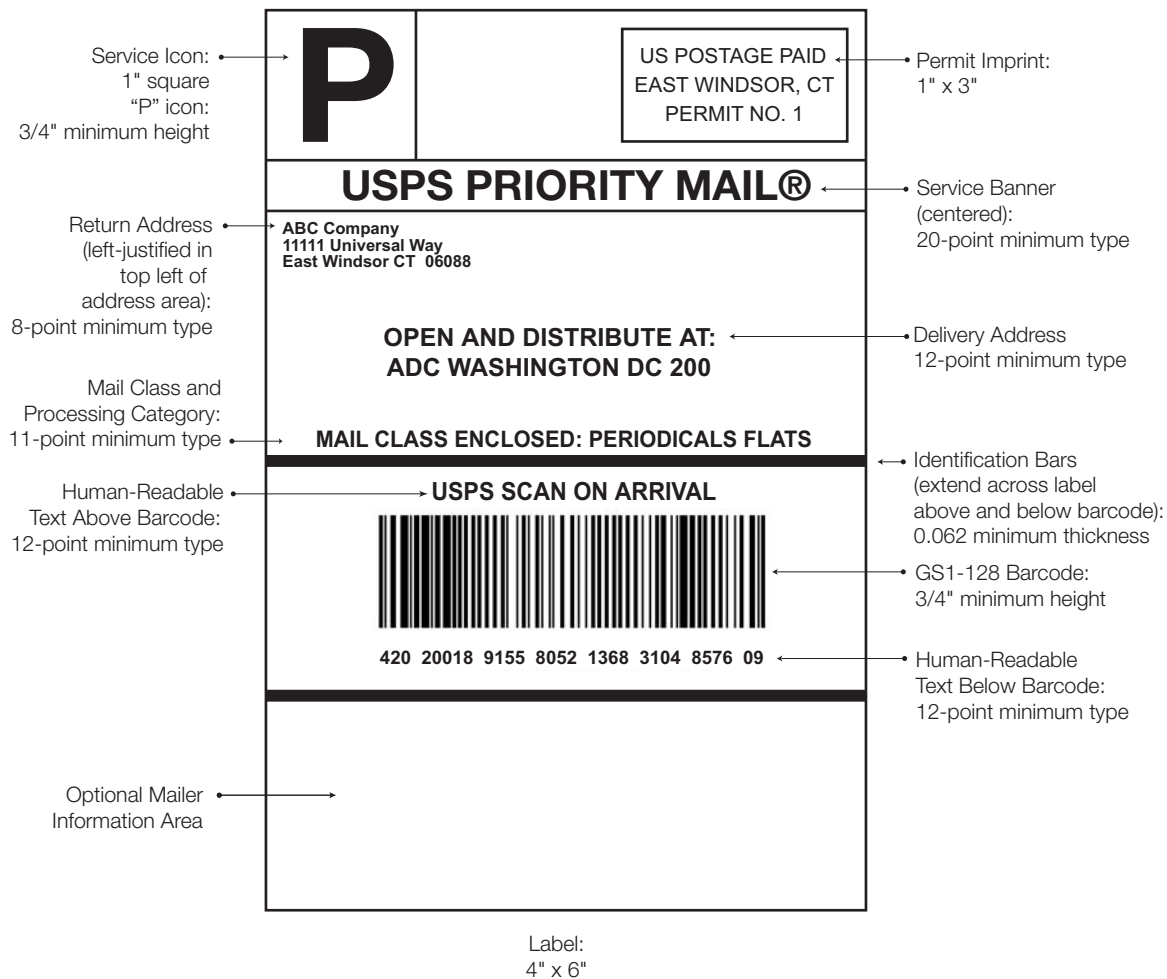 Service Icon:
1" square
“P” icon:
3/4" minimum height
P
US POSTAGE PAID
EAST WINDSOR, CT
PERMIT NO. 1
Permit Imprint:
1" x 3"
USPS PRIORITY MAIL®
Service Banner
(centered):
20-point minimum type
Return Address
(left-justified in
top left of
address area):
8-point minimum type
ABC Company
11111 Universal Way
East Windsor CT 06088
OPEN AND DISTRIBUTE AT:
ADC WASHINGTON DC 200
Delivery Address
12-point minimum type
Mail Class and
Processing Category:
11-point minimum type
MAIL CLASS ENCLOSED: PERIODICALS FLATS
Identification Bars
(extend across label
above and below barcode):
0.062 minimum thickness
Human-Readable
Text Above Barcode:
12-point minimum type
USPS SCAN ON ARRIVAL
GS1-128 Barcode:
3/4" minimum height
420 20018 9155 8052 1368 3104 8576 09
Human-Readable
Text Below Barcode:
12-point minimum type
Optional Mailer
Information Area
Label:
4" x 6"